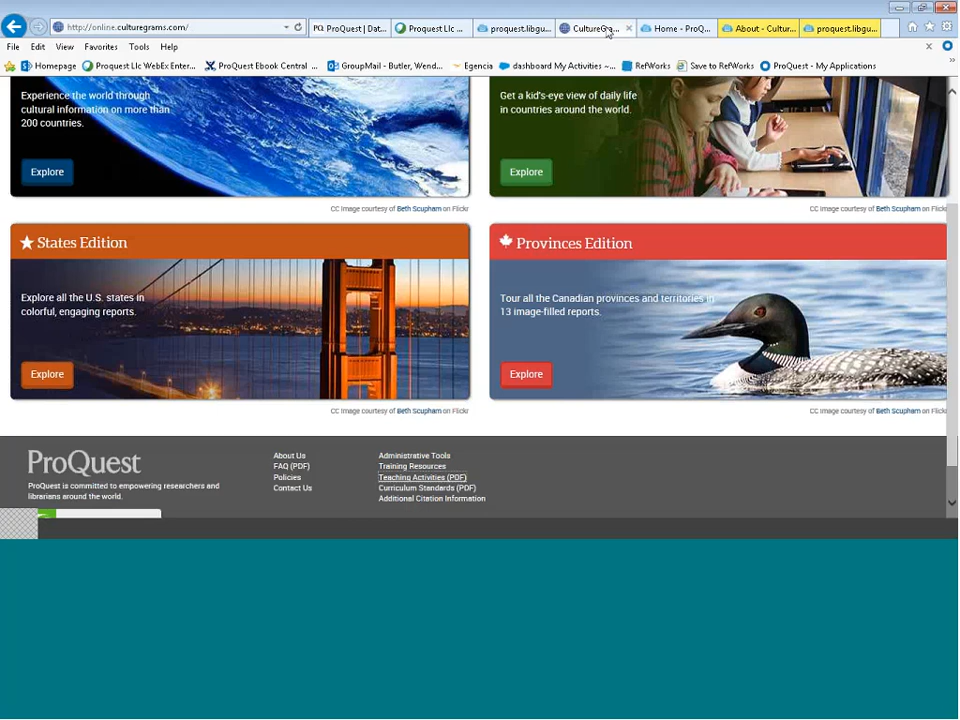 http://online.culturegrams.com/
ProQuest | Dat...
Proquest Llc ...
proquest.libgu...
CultureGra...
Home - ProQ...
About - Cultur...
proquest.libgu...
File Edit View Favorites Tools Help
Homepage
Proquest Llc WebEx Enter...
ProQuest Ebook Central ...
GroupMail - Butler, Wend...
Egencia
dashboard My Activities ~...
RefWorks
Save to RefWorks
ProQuest - My Applications
Experience the world through
cultural information on more than
200 countries.
Explore
Get a kid's-eye view of daily life
in countries around the world.
Explore
CC Image courtesy of Beth Scupham on Flickr
CC Image courtesy of Beth Scupham on Flickr
States Edition
Explore all the U.S. states in
colorful, engaging reports.
Explore
Provinces Edition
Tour all the Canadian provinces and territories in
13 image-filled reports.
Explore
CC Image courtesy of Beth Scupham on Flickr
CC Image courtesy of Beth Scupham on Flickr
ProQuest
ProQuest is committed to empowering researchers and
librarians around the world.
About Us
FAQ (PDF)
Policies
Contact Us
Administrative Tools
Training Resources
Teaching Activities (PDF)
Curriculum Standards (PDF)
Additional Citation Information